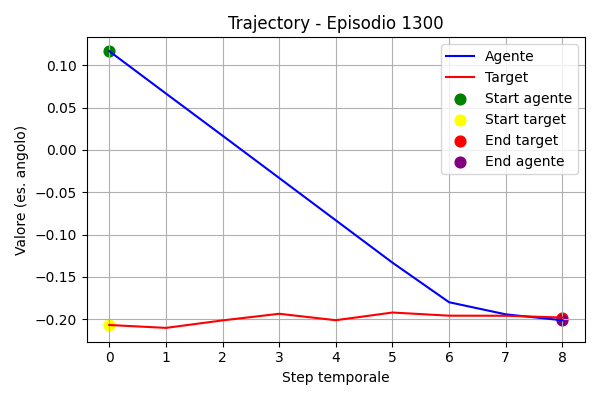 Trajectory - Episodio 1300
Valore (es. angolo)
0.10
0.05
0.00
−0.05
−0.10
−0.15
−0.20
0 1 2 3 4 5 6 7 8
Step temporale
Agente
Target
Start agente
Start target
End target
End agente